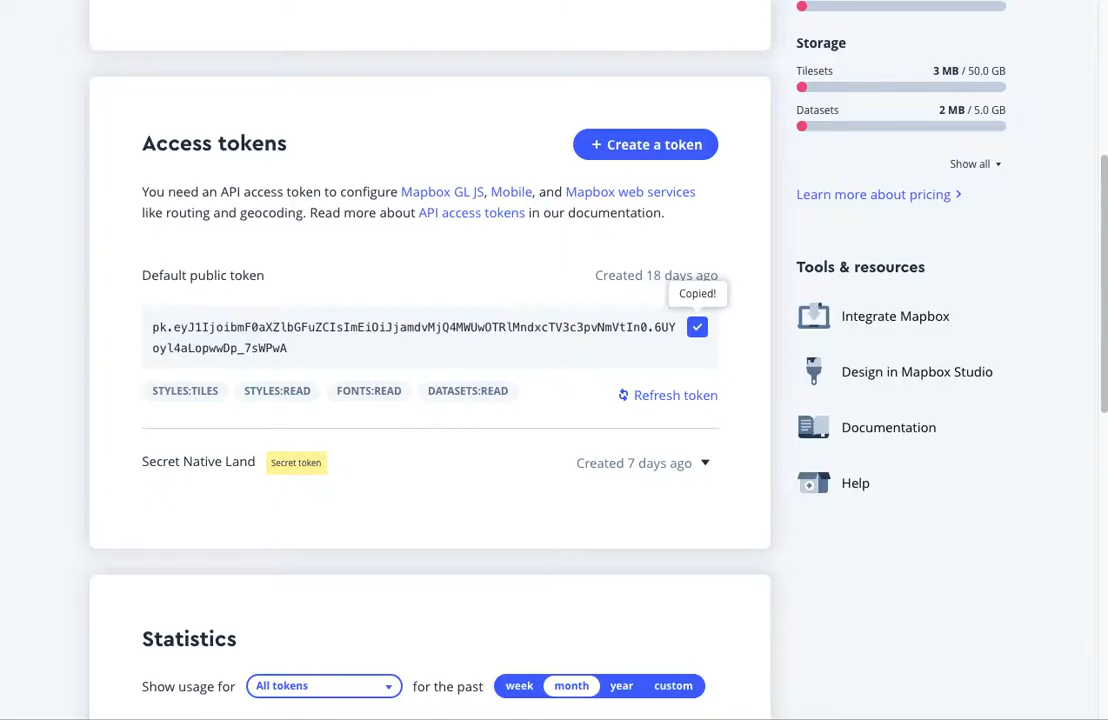 Storage
Tilesets 3 MB / 50.0 GB
Datasets 2 MB / 5.0 GB
Show all
Learn more about pricing
Access tokens
+ Create a token
You need an API access token to configure Mapbox GL JS, Mobile, and Mapbox web services
like routing and geocoding. Read more about API access tokens in our documentation.
Default public token Created 18 days ago
Copied!
pk.eyJ1IjoibmF0aXZlbGFuZCIsImEiOiJjamdvMjQ4MWUwOTRlMndxcTV3c3pvNmVtIn0.6UY
oyl4aLopwwDp_7sWPwA
STYLES:TILES STYLES:READ FONTS:READ DATASETS:READ
Refresh token
Secret Native Land Secret token Created 7 days ago
Tools & resources
Integrate Mapbox
Design in Mapbox Studio
Documentation
Help
Statistics
Show usage for All tokens for the past week month year custom